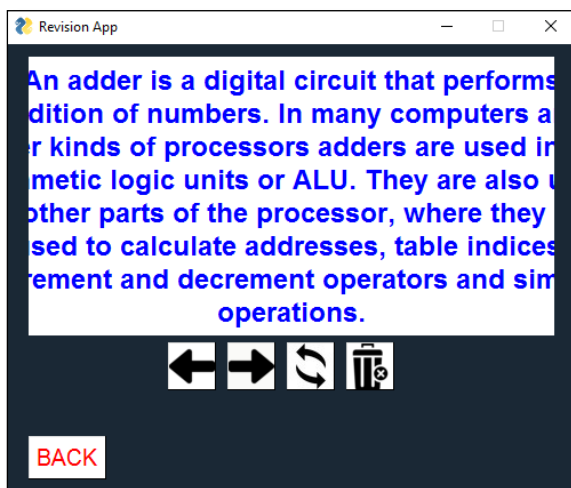 Revision App
An adder is a digital circuit that performs
dition of numbers. In many computers a
r kinds of processors adders are used in
metic logic units or ALU. They are also
other parts of the processor, where they
sed to calculate addresses, table indices
rement and decrement operators and sim
operations.
BACK